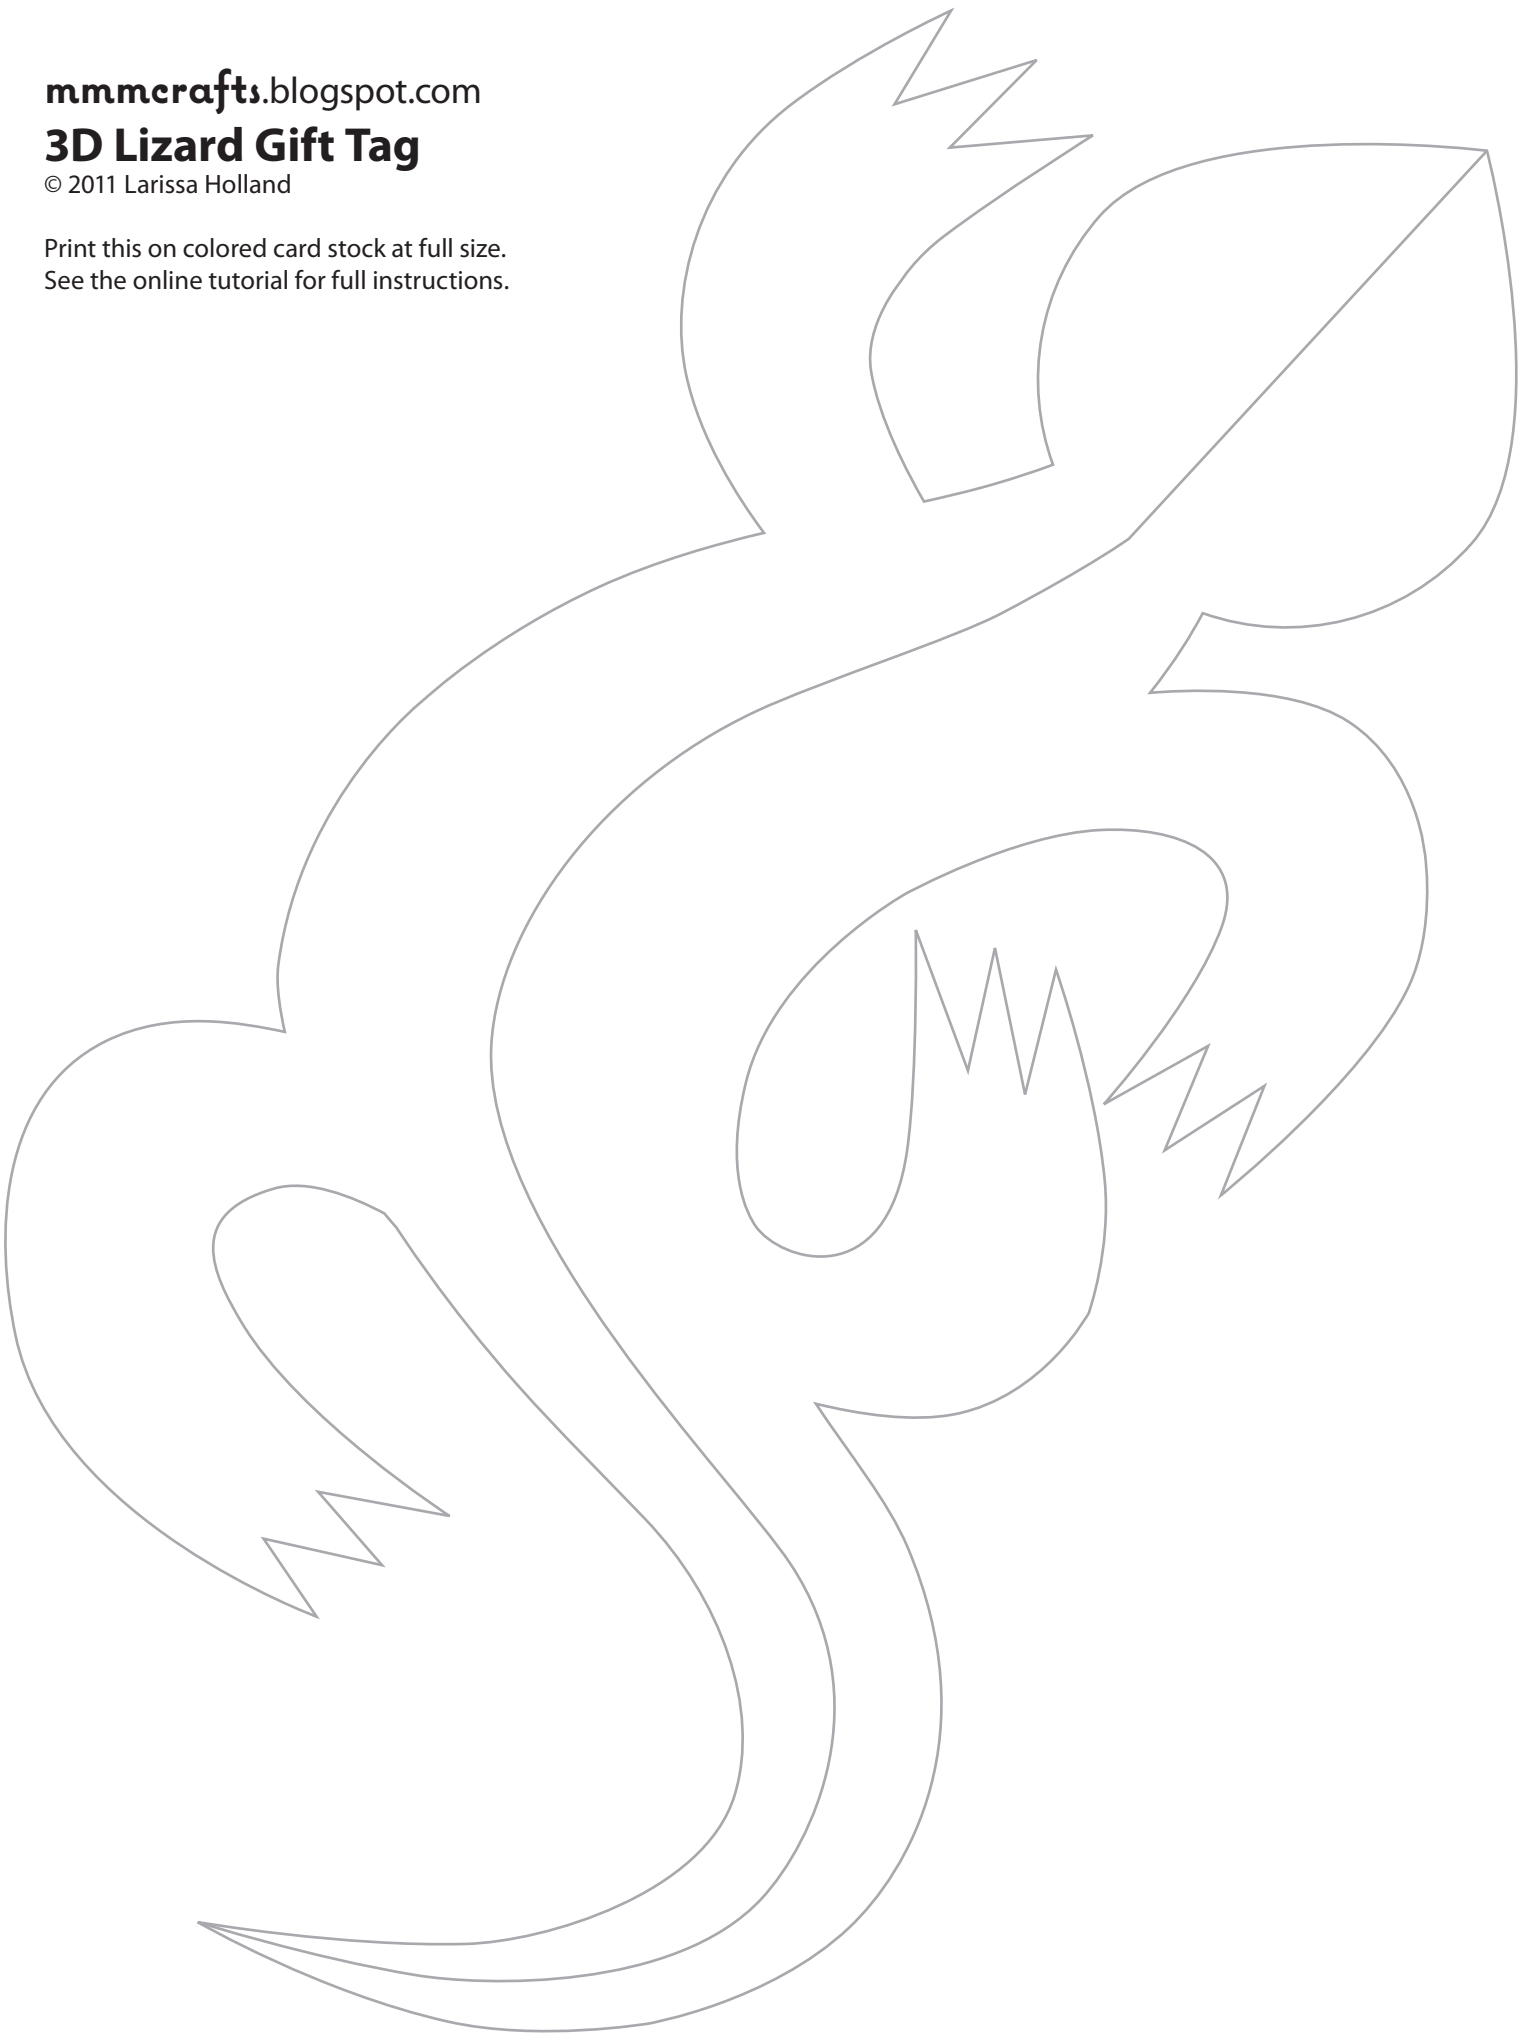 mmmcrafts.blogspot.com
3D Lizard Gift Tag
© 2011 Larissa Holland
Print this on colored card stock at full size.
See the online tutorial for full instructions.